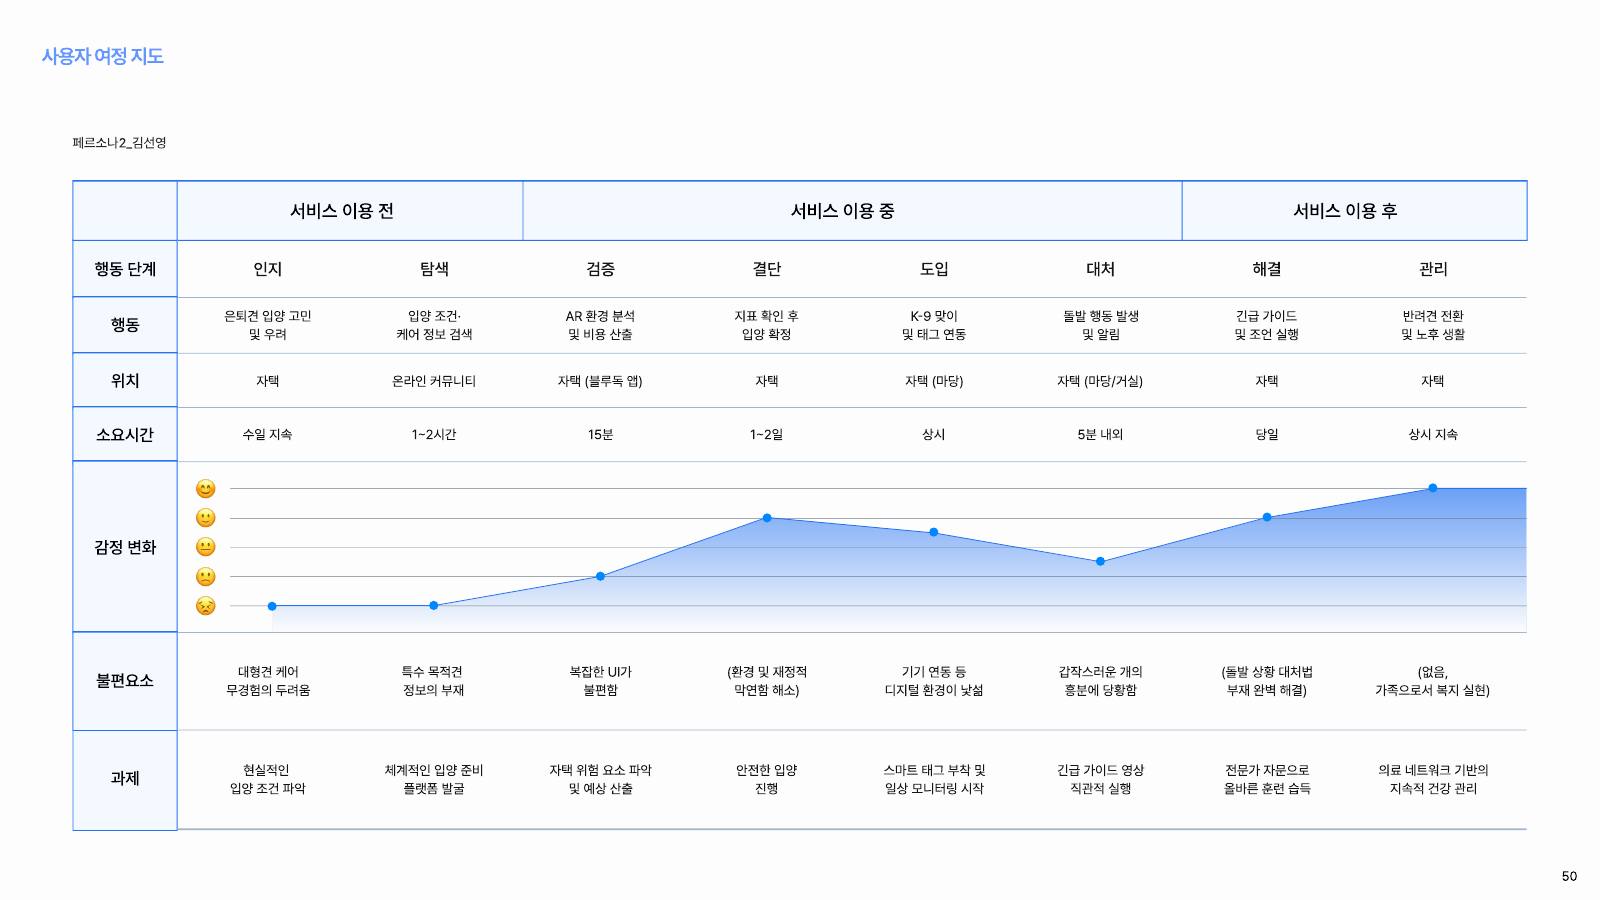 사용자 여정 지도
페르소나2_김선영
서비스 이용 전
서비스 이용 중
서비스 이용 후
행동 단계
인지
탐색
검증
결단
도입
대처
해결
관리
행동
은퇴견 입양 고민
및 우려
입양 조건·
케어 정보 검색
AR 환경 분석
및 비용 산출
지표 확인 후
입양 확정
K-9 맞이
및 태그 연동
돌발 행동 발생
및 알림
긴급 가이드
및 조언 실행
반려견 전환
및 노후 생활
위치
자택
온라인 커뮤니티
자택 (블루독 앱)
자택
자택 (마당)
자택 (마당/거실)
자택
자택
소요시간
수일 지속
1~2시간
15분
1~2일
상시
5분 내외
당일
상시 지속
감정 변화
불편요소
대형견 케어
무경험의 두려움
특수 목적견
정보의 부재
복잡한 UI가
불편함
(환경 및 재정적
막연함 해소)
기기 연동 등
디지털 환경이 낯섦
갑작스러운 개의
흥분에 당황함
(돌발 상황 대처법
부재 완벽 해결)
(없음,
가족으로서 복지 실현)
과제
현실적인
입양 조건 파악
체계적인 입양 준비
플랫폼 발굴
자택 위험 요소 파악
및 예상 산출
안전한 입양
진행
스마트 태그 부착 및
일상 모니터링 시작
긴급 가이드 영상
직관적 실행
전문가 자문으로
올바른 훈련 습득
의료 네트워크 기반의
지속적 건강 관리
50